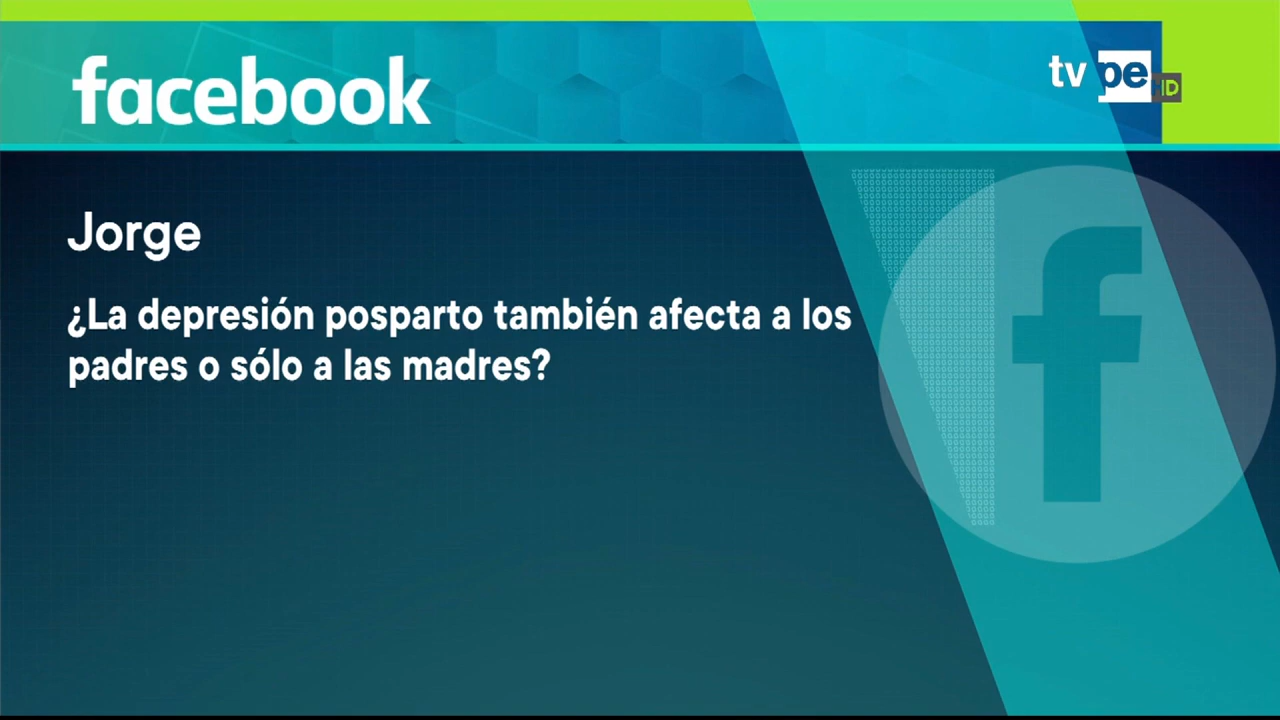 facebook
tvpe HD
Jorge
¿La depresión posparto también afecta a los
padres o sólo a las madres?